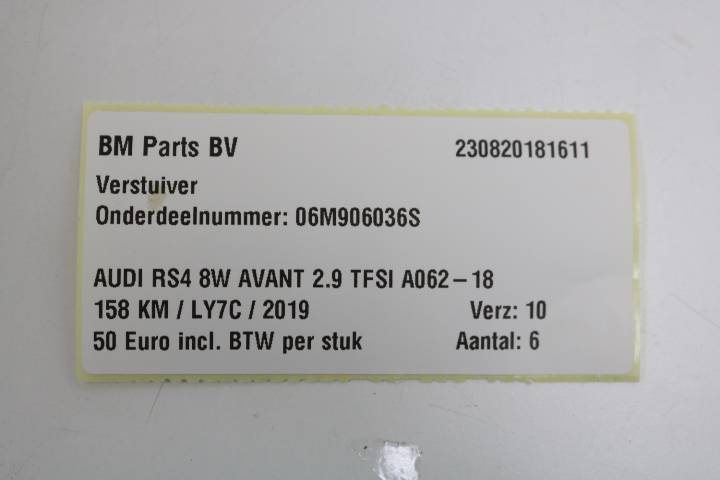 BM Parts BV 230820181611
Verstuiver
Onderdeelnummer: 06M906036S
AUDI RS4 8W AVANT 2.9 TFSI A062-18
158 KM / LY7C / 2019 Verz: 10
50 Euro incl. BTW per stuk Aantal: 6